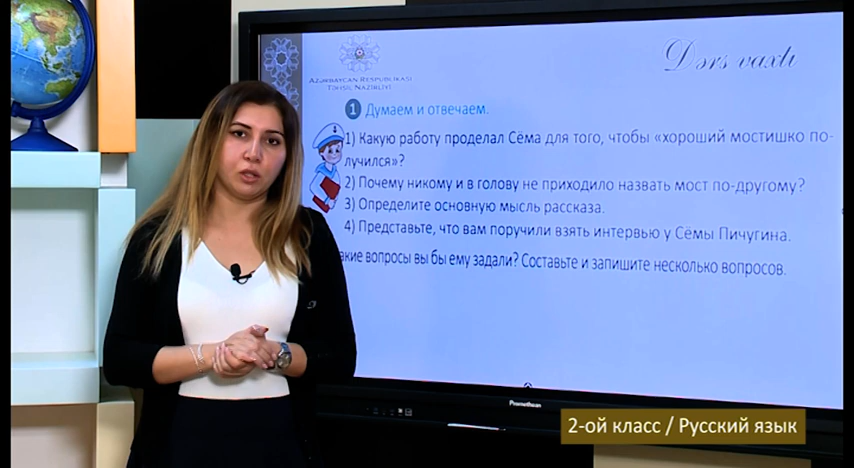 Dərs vaxtı
AZƏRBAYCAN RESPUBLİKASI
TƏHSİL NAZİRLİYİ
1 Думаем и отвечаем.
1) Какую работу проделал Сёма для того, чтобы «хороший мостишко по-
лучился»?
2) Почему никому и в голову не приходило назвать мост по-другому?
3) Определите основную мысль рассказа.
4) Представьте, что вам поручили взять интервью у Сёмы Пичугина.
акие вопросы вы бы ему задали? Составьте и запишите несколько вопросов.
Promethean
2-ой класс / Русский язык